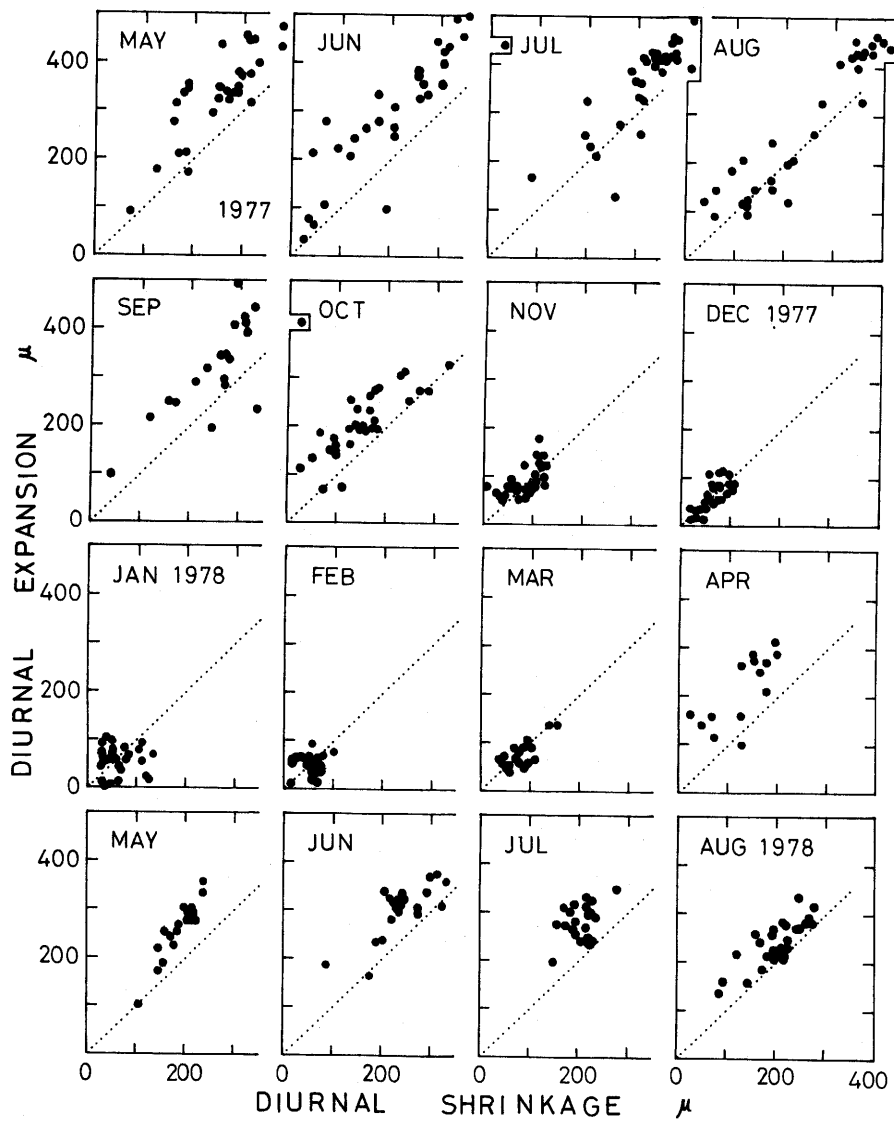 MAY JUN JUL AUG
400
200
1977
0
SEP OCT NOV DEC 1977
400
200
0
JAN 1978 FEB MAR APR
400
200
0
MAY JUN JUL AUG 1978
400
200
0 200 0 200 0 200 0 200 400
DIURNAL EXPANSION μ
DIURNAL SHRINKAGE μ